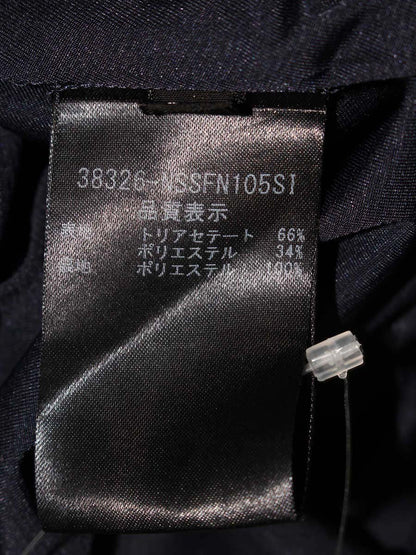 38326-NSSFN105SI
品質表示
表地 トリアセテート 66%
ポリエステル 34%
裏地 ポリエステル 100%